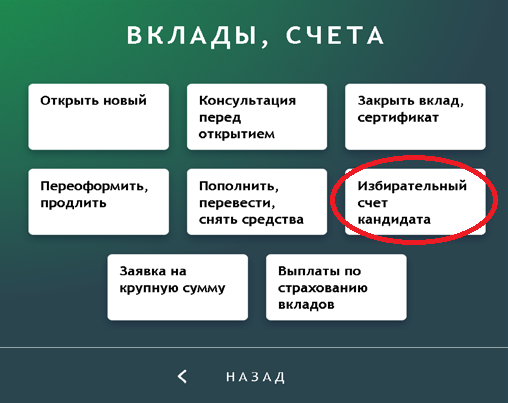 ВКЛАДЫ, СЧЕТА
Открыть новый
Консультация
перед
открытием
Закрыть вклад,
сертификат
Переоформить,
продлить
Пополнить,
перевести,
снять средства
Избирательный
счет
кандидата
Заявка на
крупную сумму
Выплаты по
страхованию
вкладов
< НАЗАД